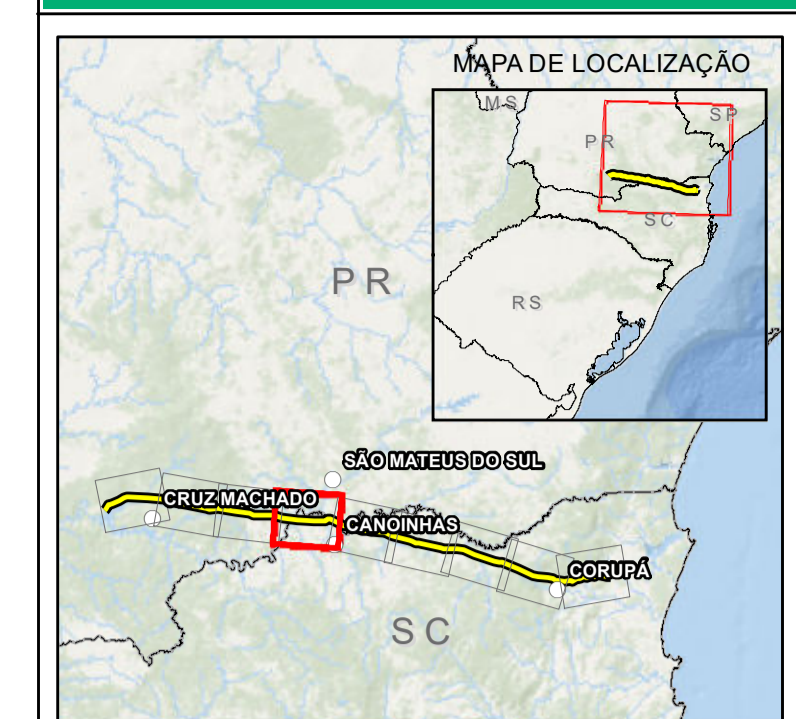 MAPA DE LOCALIZAÇÃO
MS
SP
PR
SC
RS
PR
SÃO MATEUS DO SUL
CRUZ MACHADO
CANOINHAS
CORUPÁ
SC